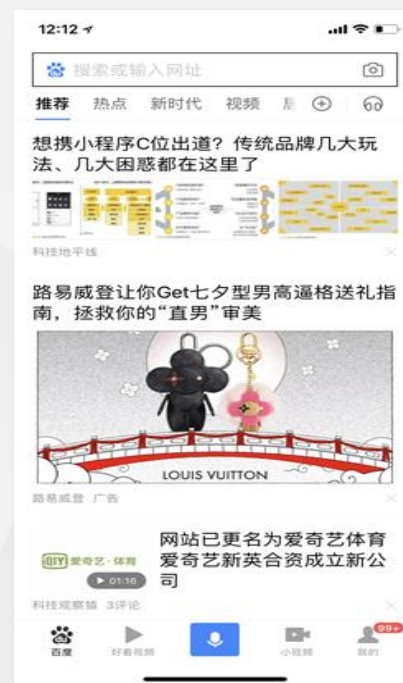 12:12
搜索或输入网址
推荐 热点 新时代 视频
想携小程序C位出道？传统品牌几大玩
法、几大困惑都在这里了
科技地平线
路易威登让你Get七夕型男高逼格送礼指
南，拯救你的“直男”审美
LOUIS VUITTON
路易威登 广告
网站已更名为爱奇艺体育
爱奇艺新英合资成立新公
司
iQIYI 爱奇艺·体育
01:16
科技观察猿 3评论
99+
百度 好看视频 小视频 我的